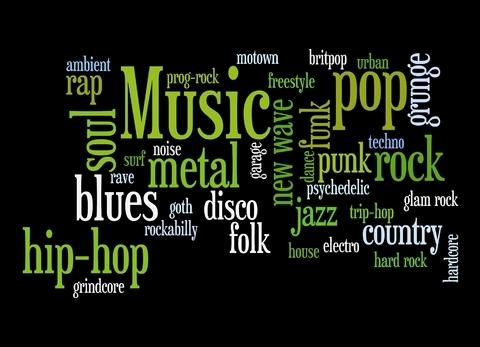 ambient
rap
prog-rock
Music
motown
freestyle
britpop
urban
pop
grunge
soul
surf
noise
metal
garage
new wave
dance
funk
punk
techno
rock
rave
blues
goth
rockabilly
disco
folk
psychedelic
jazz
trip-hop
glam rock
country
hip-hop
grindcore
house
electro
hard rock
hardcore